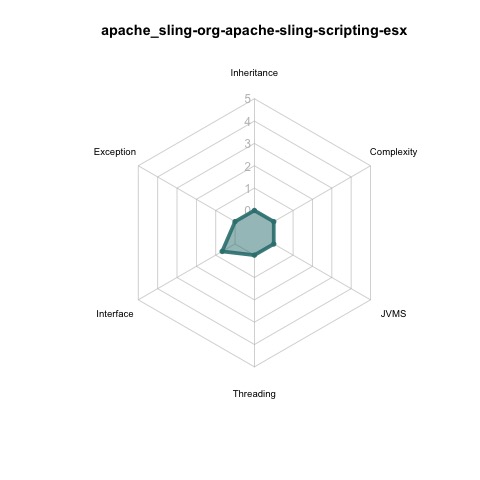 apache_sling-org-apache-sling-scripting-esx
Inheritance
5
Exception
4
Complexity
3
2
1
0
Interface
JVMS
Threading